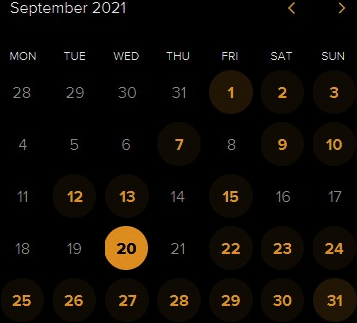 September 2021
MON TUE WED THU FRI SAT SUN
28 29 30 31 1 2 3
4 5 6 7 8 9 10
11 12 13 14 15 16 17
18 19 20 21 22 23 24
25 26 27 28 29 30 31